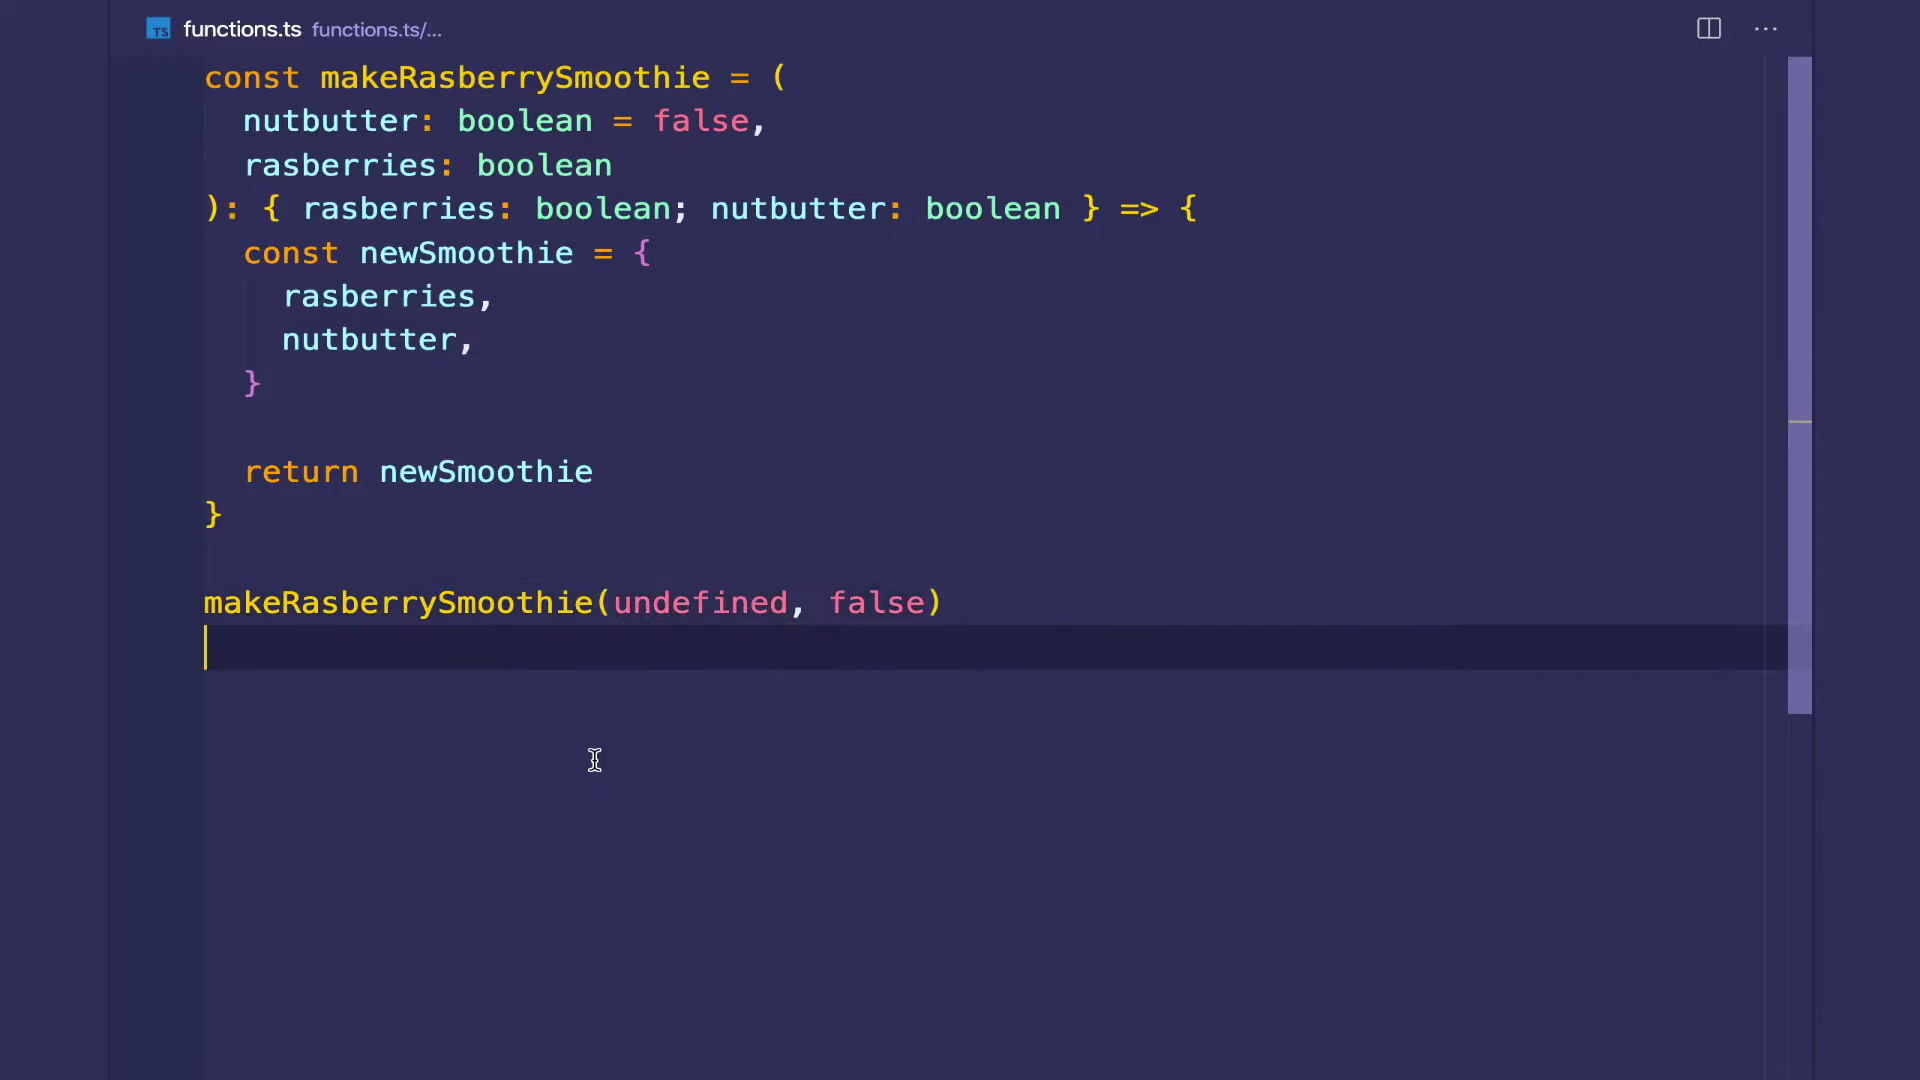 TS functions.ts functions.ts/...
const makeRasberrySmoothie = (
  nutbutter: boolean = false,
  rasberries: boolean
): { rasberries: boolean; nutbutter: boolean } => {
  const newSmoothie = {
    rasberries,
    nutbutter,
  }

  return newSmoothie
}

makeRasberrySmoothie(undefined, false)